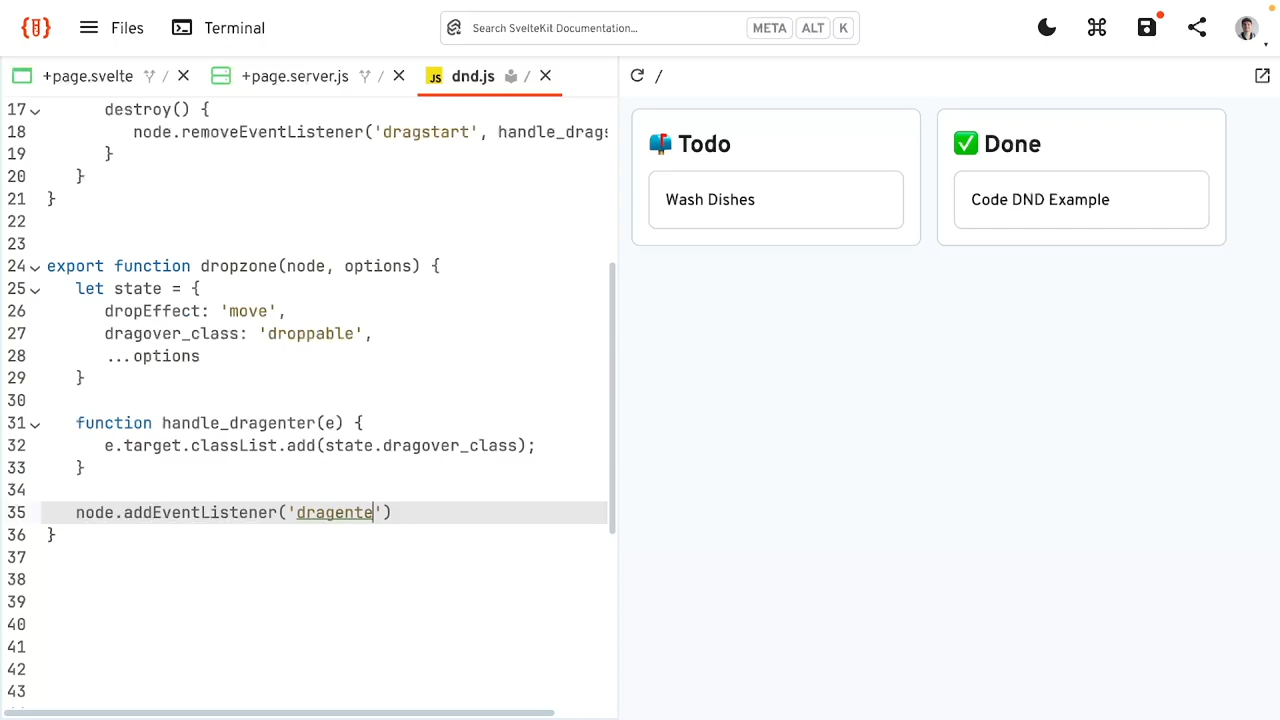 Files
Terminal
Search SvelteKit Documentation...
META
ALT
K
+page.svelte
+page.server.js
JS dnd.js
/
17 destroy() {
18 node.removeEventListener('dragstart', handle_drags
19 }
20 }
21 }
22
23
24 export function dropzone(node, options) {
25 let state = {
26 dropEffect: 'move',
27 dragover_class: 'droppable',
28 ...options
29 }
30
31 function handle_dragenter(e) {
32 e.target.classList.add(state.dragover_class);
33 }
34
35 node.addEventListener('dragente')
36 }
37
38
39
40
41
42
43
Todo
Wash Dishes
Done
Code DND Example